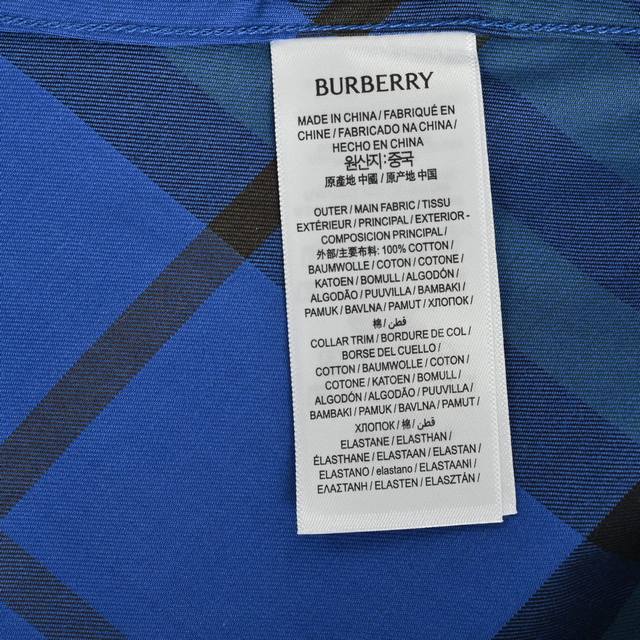 BURBERRY
MADE IN CHINA / FABRIQUÉ EN
CHINE / FABRICADO NA CHINA /
HECHO EN CHINA
원산지: 중국
原產地 中國 / 原产地 中国
OUTER / MAIN FABRIC / TISSU
EXTÉRIEUR / PRINCIPAL / EXTERIOR -
COMPOSICION PRINCIPAL /
外部/主要布料: 100% COTTON /
BAUMWOLLE / COTON / COTONE /
KATOEN / BOMULL / ALGODÓN /
ALGODÃO / PUUVILLA / BAMBAKI /
PAMUK / BAVLNA / PAMUT / ХЛОПОК /
棉 / قطن /
COLLAR TRIM / BORDURE DE COL /
BORSE DEL CUELLO /
COTTON / BAUMWOLLE / COTON /
COTONE / KATOEN / BOMULL /
ALGODÓN / ALGODÃO / PUUVILLA /
BAMBAKI / PAMUK / BAVLNA / PAMUT /
ХЛОПОК / 棉 / قطن /
ELASTANE / ELASTHAN /
ÉLASTHANE / ELASTAAN / ELASTAN /
ELASTANO / elastano / ELASTAANI /
ΕΛΑΣΤΑΝΗ / ELASTEN / ELASZTÁN /